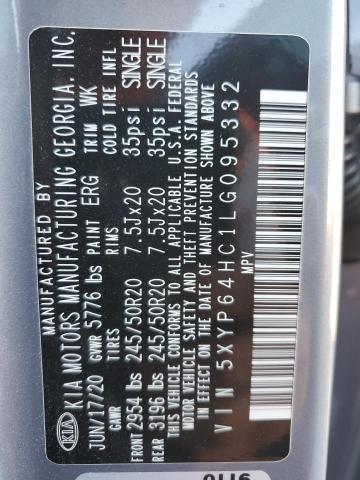 KIA
MANUFACTURED BY
KIA MOTORS MANUFACTURING GEORGIA, INC.
JUN/17/20 PAINT ERG TRIM WK
GVWR 5776 lbs
GAWR TIRES RIMS COLD TIRE INFL
FRONT 2954 lbs 245/50R20 7.5Jx20 35psi SINGLE
REAR 3196 lbs 245/50R20 7.5Jx20 35psi SINGLE
THIS VEHICLE CONFORMS TO ALL APPLICABLE U.S.A. FEDERAL
MOTOR VEHICLE SAFETY AND THEFT PREVENTION STANDARDS
IN EFFECT ON THE DATE OF MANUFACTURE SHOWN ABOVE
VIN 5XYP64HC1LG095332
MPV